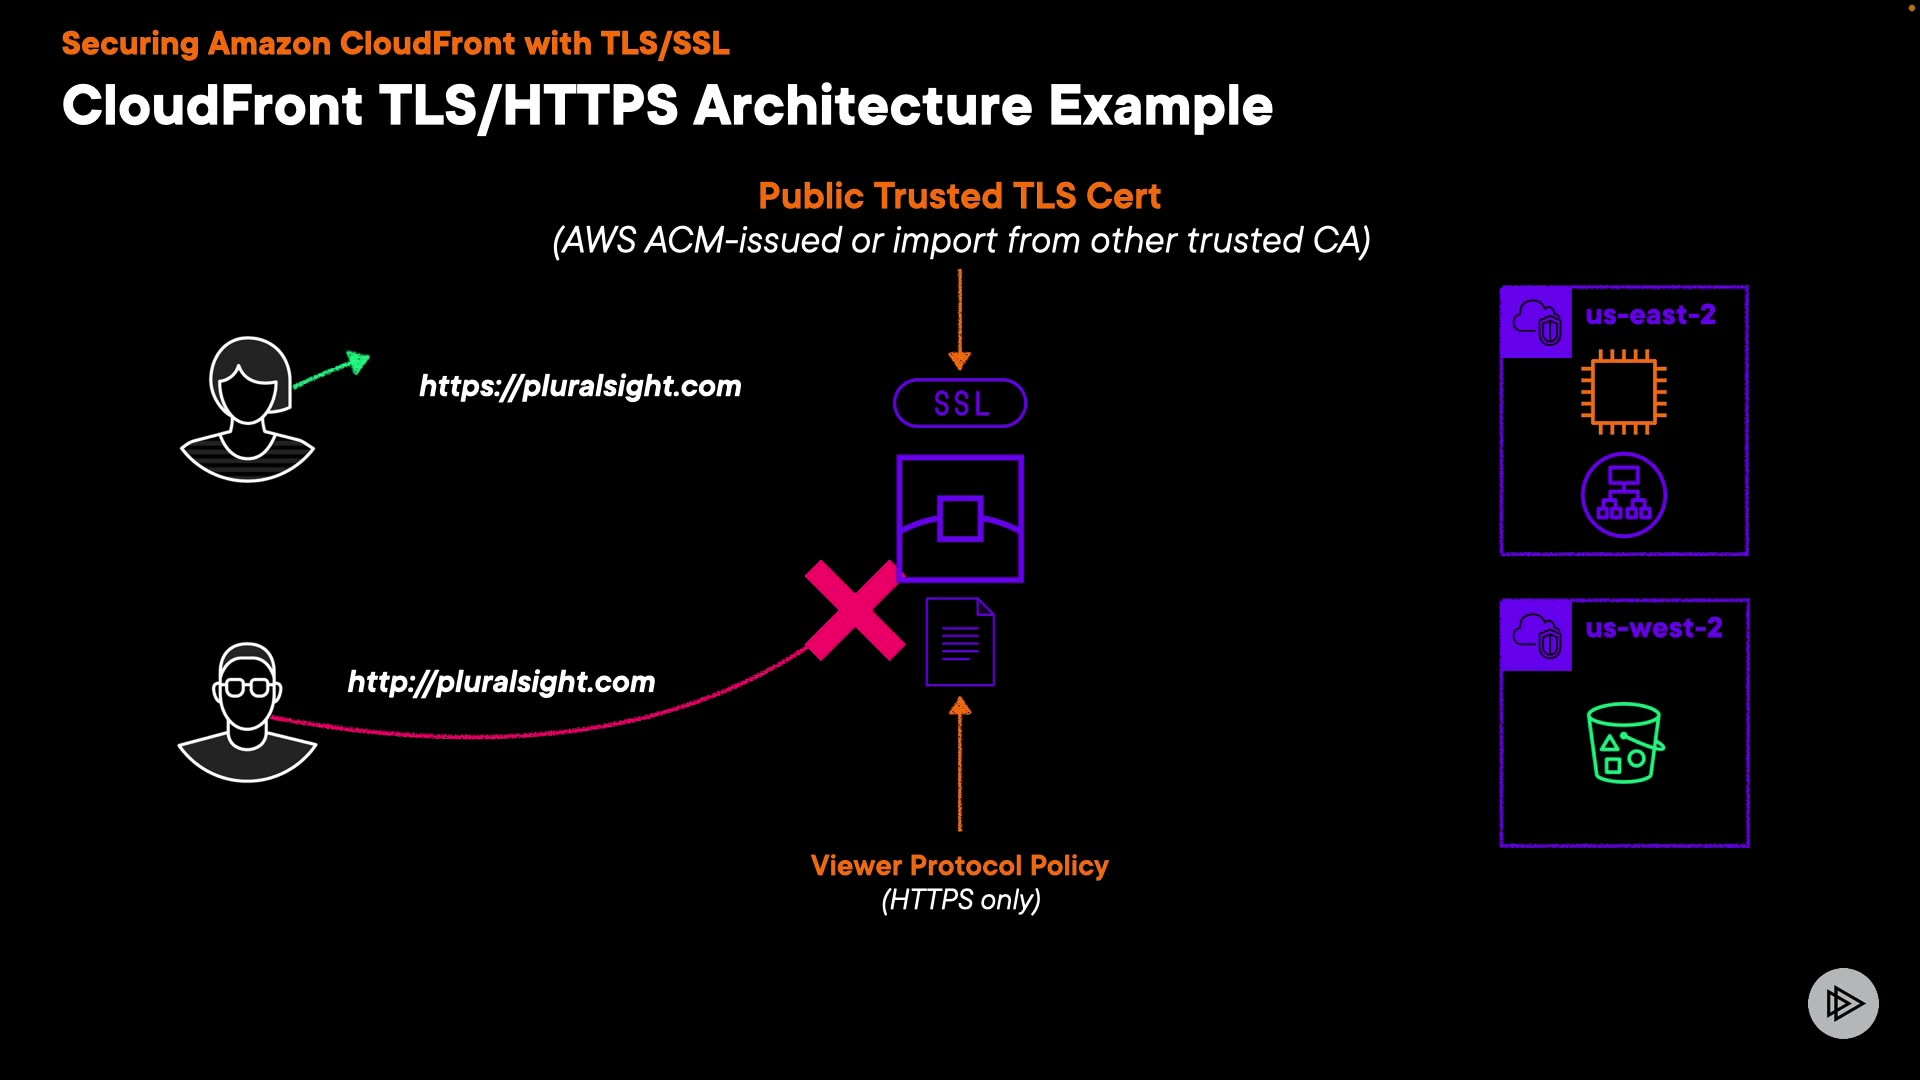 Securing Amazon CloudFront with TLS/SSL
CloudFront TLS/HTTPS Architecture Example
Public Trusted TLS Cert
(AWS ACM-issued or import from other trusted CA)
us-east-2
https://pluralsight.com
SSL
us-west-2
http://pluralsight.com
Viewer Protocol Policy
(HTTPS only)